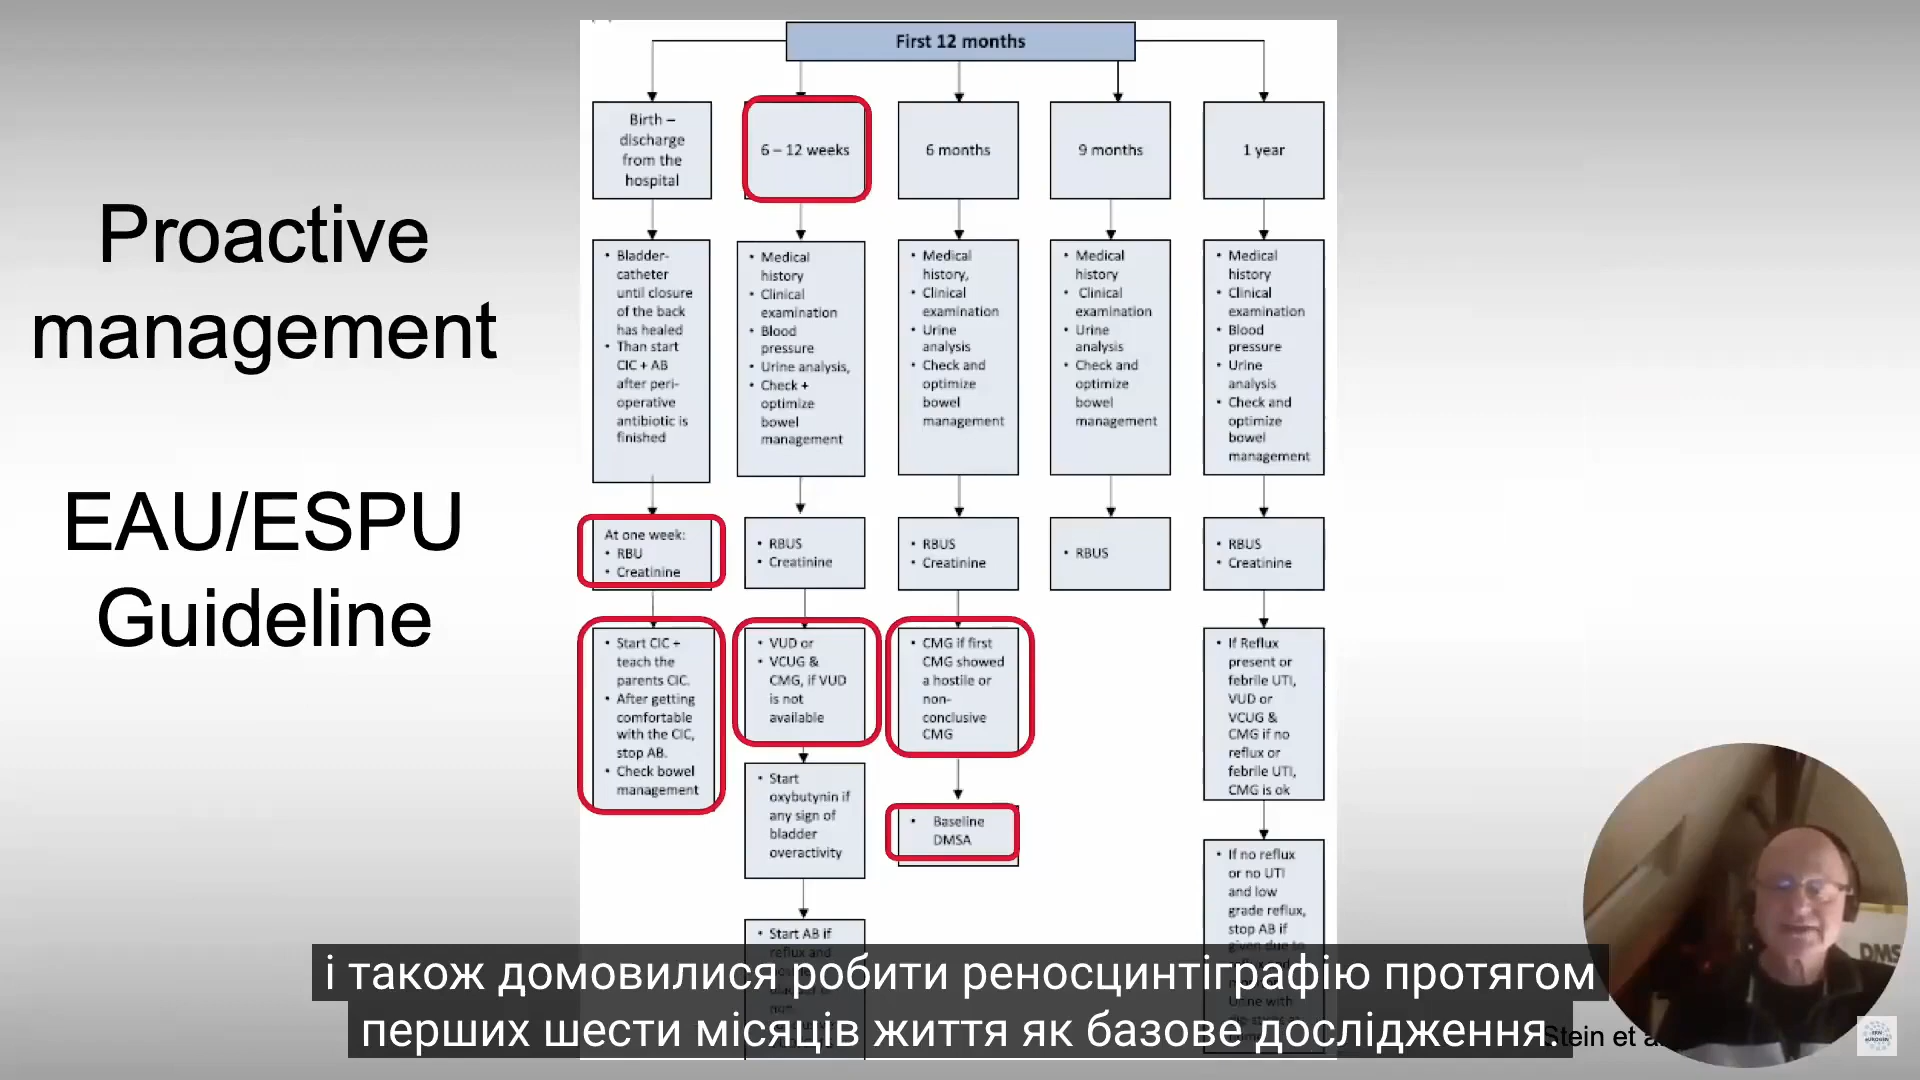 Proactive
management
EAU/ESPU
Guideline
First 12 months
Birth –
discharge
from the
hospital
• Bladder-
catheter
until closure
of the back
has healed
• Than start
CIC + AB
after peri-
operative
antibiotic is
finished
At one week:
• RBU
• Creatinine
• Start CIC +
teach the
parents CIC.
• After getting
comfortable
with the CIC,
stop AB.
• Check bowel
management
6 – 12 weeks
• Medical
history
• Clinical
examination
• Blood
pressure
• Urine analysis,
• Check +
optimize
bowel
management
• RBUS
• Creatinine
• VUD or
• VCUG &
CMG, if VUD
is not
available
• Start
oxybutynin if
any sign of
bladder
overactivity
• Start AB if
reflux and
6 months
• Medical
history,
• Clinical
examination
• Urine
analysis
• Check and
optimize
bowel
management
• RBUS
• Creatinine
• CMG if first
CMG showed
a hostile or
non-
conclusive
CMG
• Baseline
DMSA
9 months
• Medical
history
• Clinical
examination
• Urine
analysis
• Check and
optimize
bowel
management
• RBUS
1 year
• Medical
history
• Clinical
examination
• Blood
pressure
• Urine
analysis
• Check and
optimize
bowel
management
• RBUS
• Creatinine
• If Reflux
present or
febrile UTI,
VUD or
VCUG &
CMG if no
reflux or
febrile UTI,
CMG is ok
• If no reflux
or no UTI
and low
grade reflux,
stop AB if
given due to
Urine with
і також домовилися робити реносцинтіграфію протягом
перших шести місяців життя як базове дослідження.
Stein et
DMS